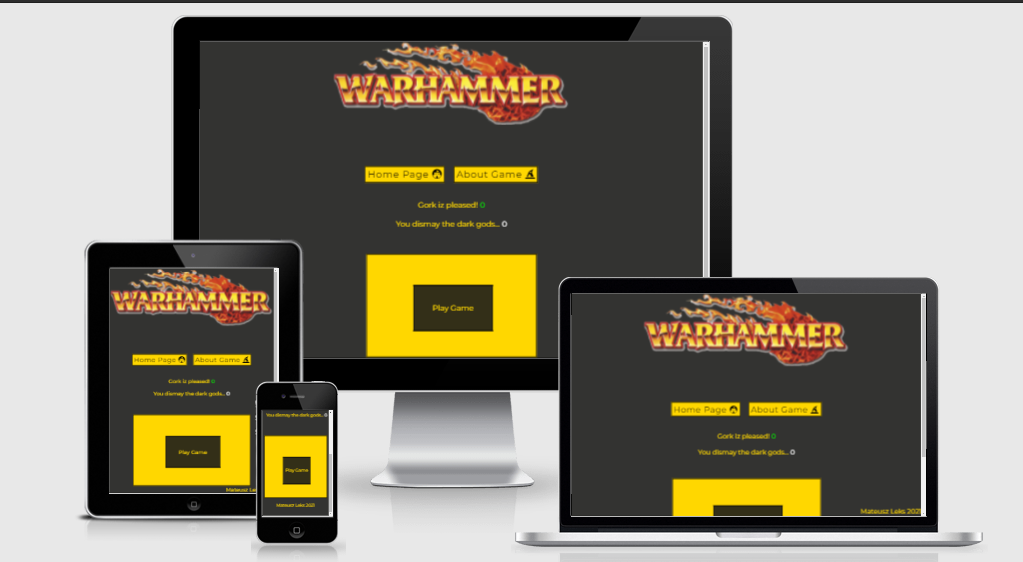 WARHAMMER
Home Page
About Game
Gork iz pleased! 0
You dismay the dark gods... 0
Play Game
WARHAMMER
Home Page
About Game
Gork iz pleased! 0
You dismay the dark gods... 0
Play Game
Mateusz Lek
You dismay the dark gods... 0
Play Game
Mateusz Leks 2021
WARHAMMER
Home Page
About Game
Gork iz pleased! 0
You dismay the dark gods... 0
Mateusz Leks 2021